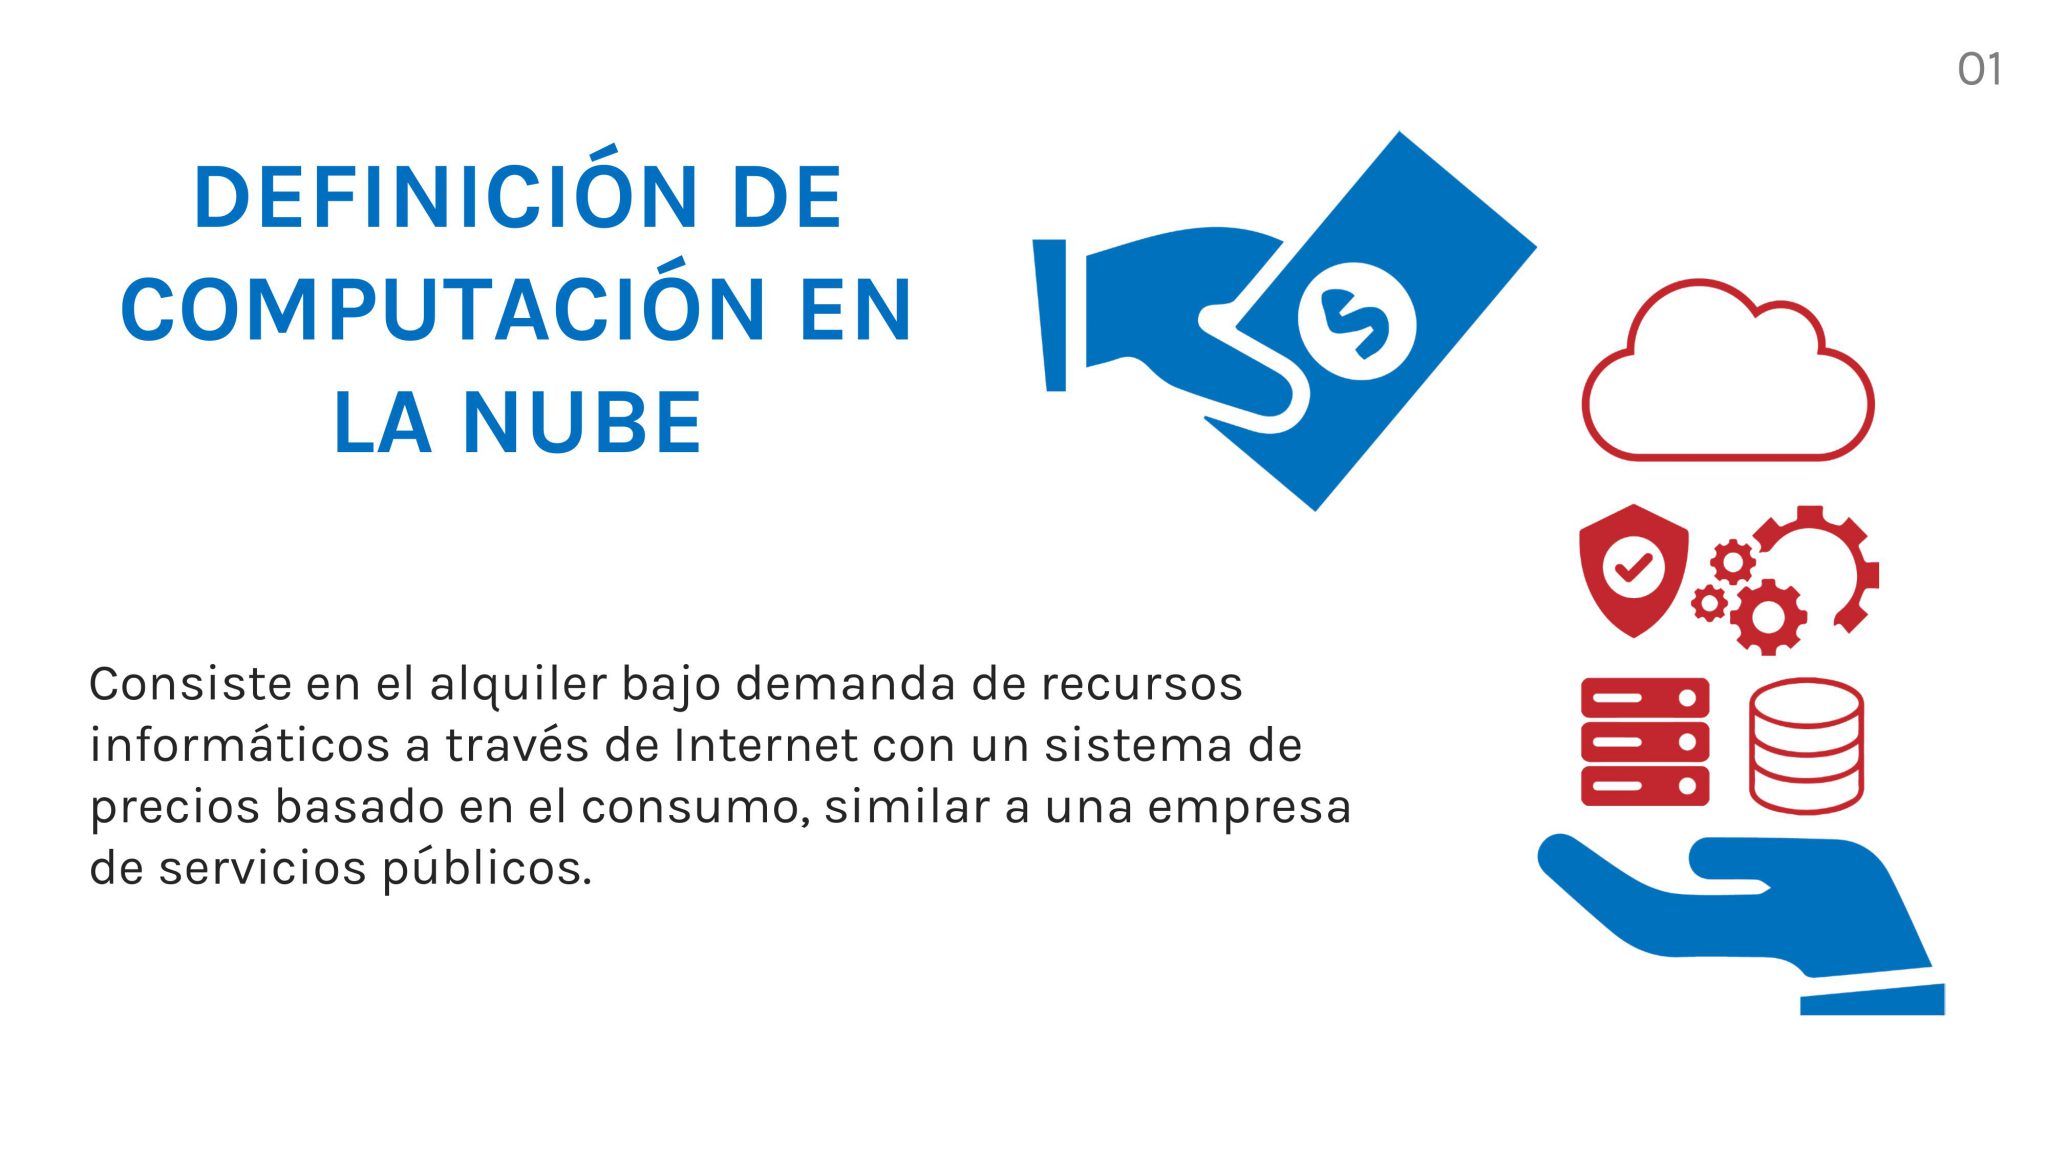 01
DEFINICIÓN DE
COMPUTACIÓN EN
LA NUBE
Consiste en el alquiler bajo demanda de recursos
informáticos a través de Internet con un sistema de
precios basado en el consumo, similar a una empresa
de servicios públicos.